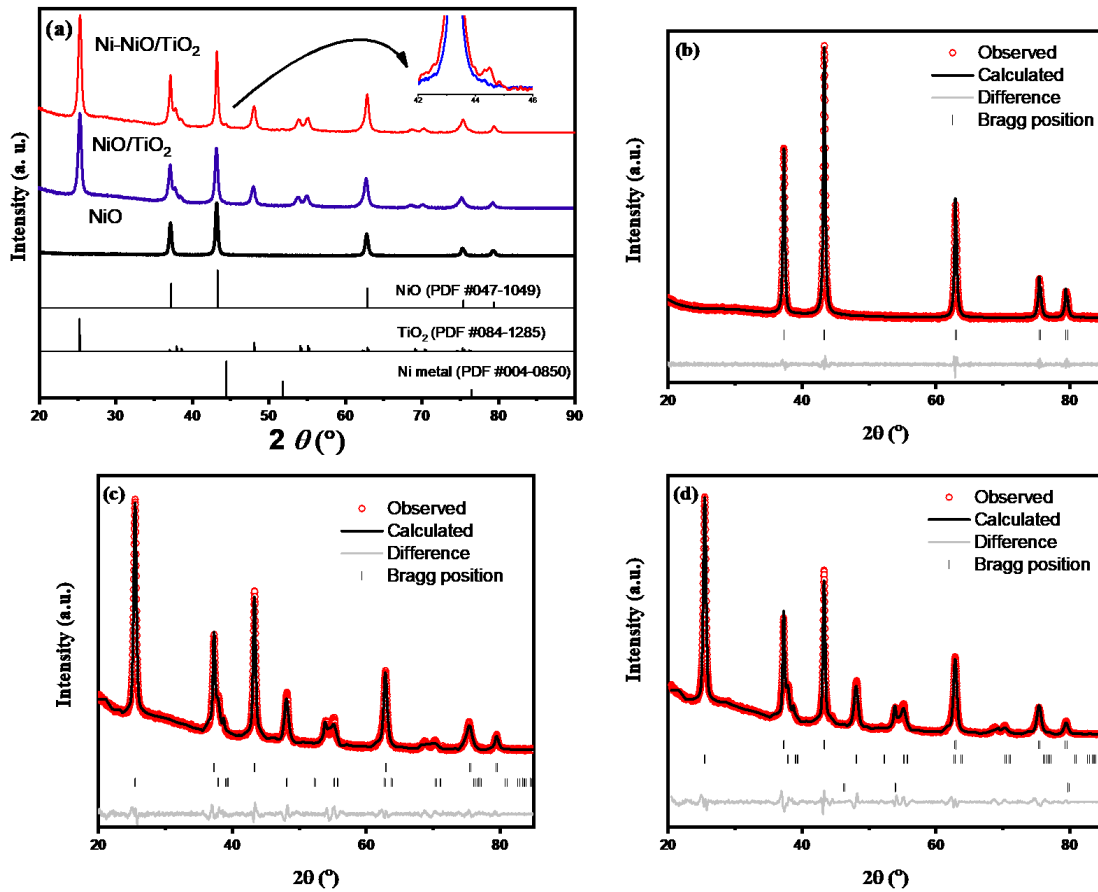 (a)
Ni-NiO/TiO2
42 44 46
NiO/TiO2
NiO
NiO (PDF #047-1049)
TiO2 (PDF #084-1285)
Ni metal (PDF #004-0850)
20 30 40 50 60 70 80 90
2 θ (°)
Intensity (a. u.)
(b)
Observed
Calculated
Difference
Bragg position
20 40 60 80
2θ (°)
Intensity (a.u.)
(c)
Observed
Calculated
Difference
Bragg position
20 40 60 80
2θ (°)
Intensity (a.u.)
(d)
Observed
Calculated
Difference
Bragg position
20 40 60 80
2θ (°)
Intensity (a.u.)